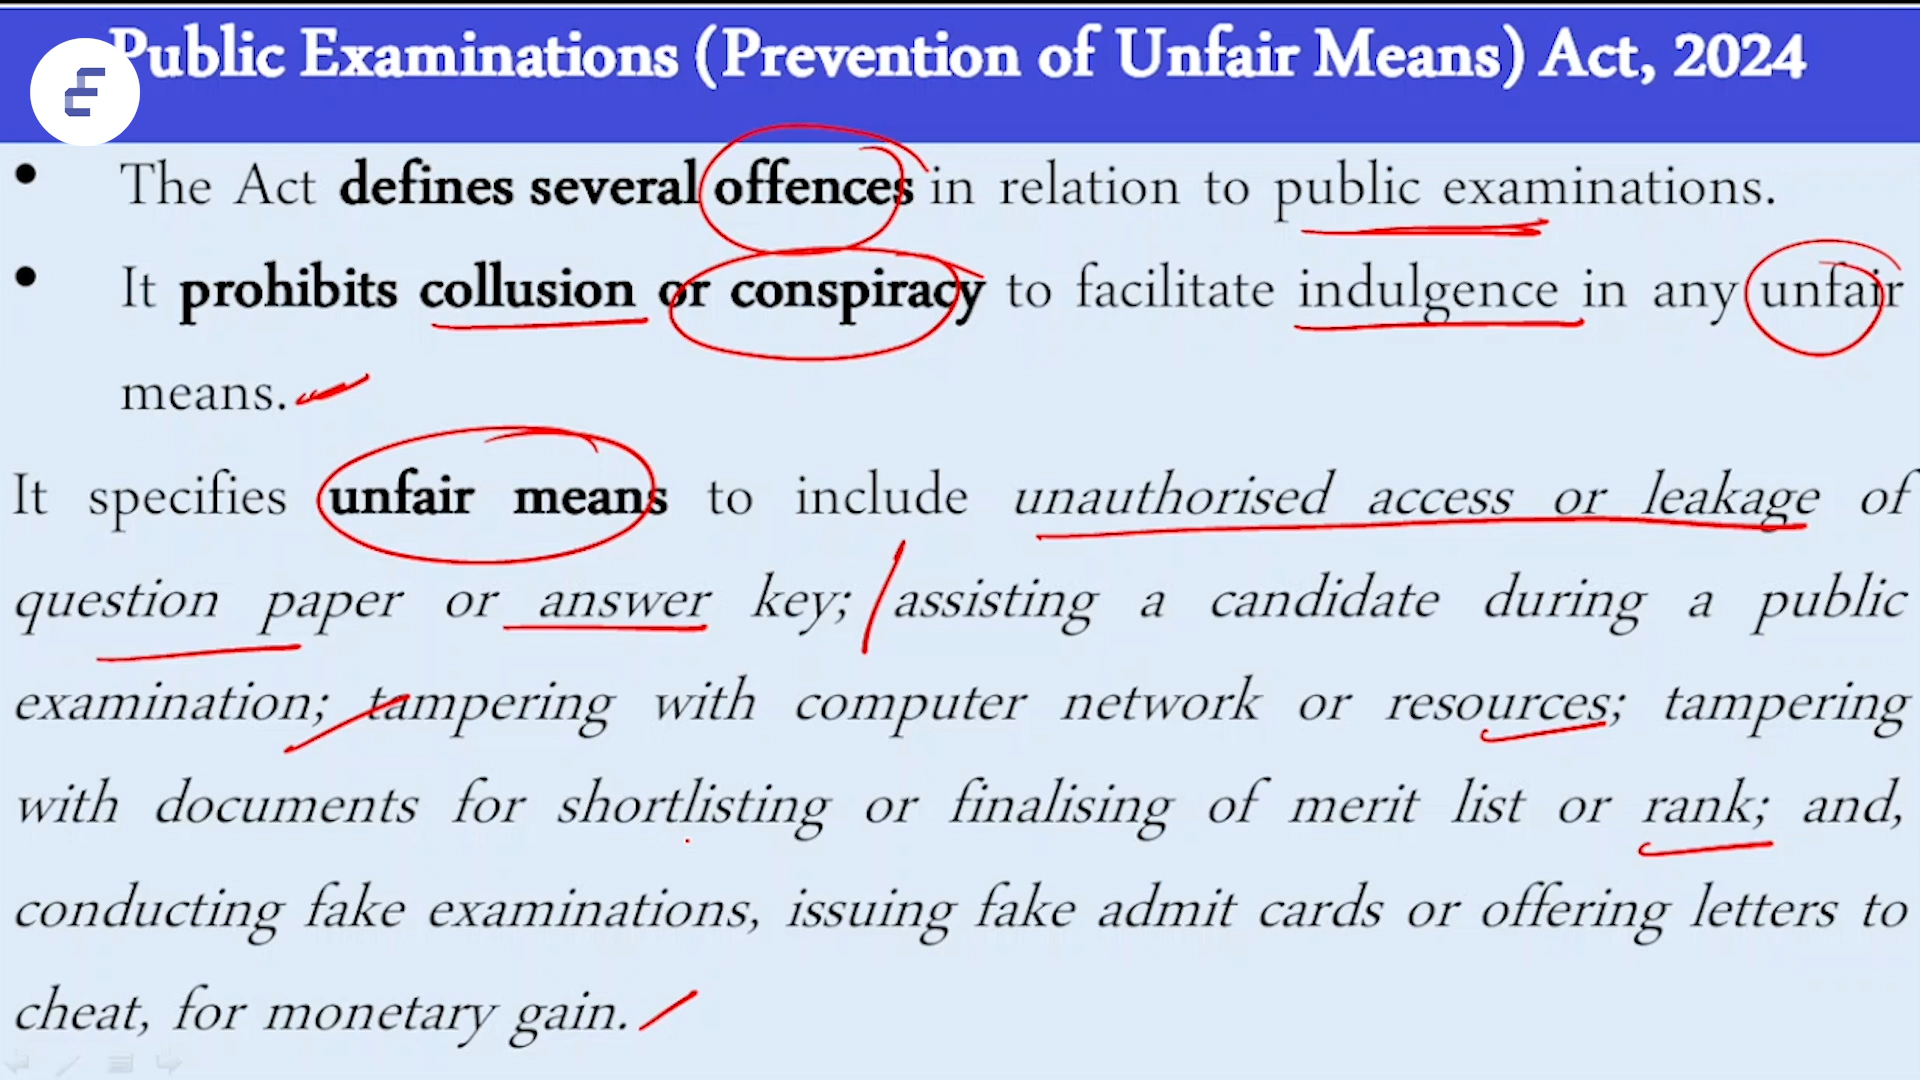 Public Examinations (Prevention of Unfair Means) Act, 2024
• The Act defines several offences in relation to public examinations.
• It prohibits collusion or conspiracy to facilitate indulgence in any unfair
means.
It specifies unfair means to include unauthorised access or leakage of
question paper or answer key; assisting a candidate during a public
examination; tampering with computer network or resources; tampering
with documents for shortlisting or finalising of merit list or rank; and,
conducting fake examinations, issuing fake admit cards or offering letters to
cheat, for monetary gain.